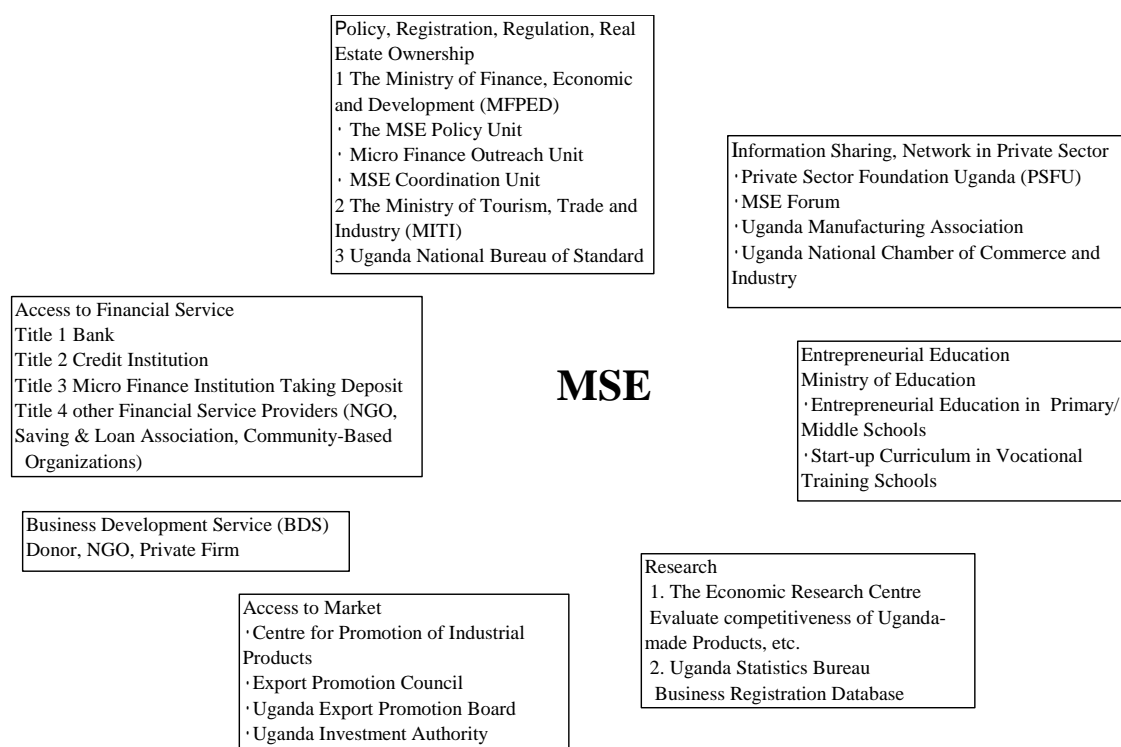 Policy, Registration, Regulation, Real
Estate Ownership
1 The Ministry of Finance, Economic
and Development (MFPED)
· The MSE Policy Unit
· Micro Finance Outreach Unit
· MSE Coordination Unit
2 The Ministry of Tourism, Trade and
Industry (MITI)
3 Uganda National Bureau of Standard
Information Sharing, Network in Private Sector
·Private Sector Foundation Uganda (PSFU)
·MSE Forum
·Uganda Manufacturing Association
·Uganda National Chamber of Commerce and
Industry
Access to Financial Service
Title 1 Bank
Title 2 Credit Institution
Title 3 Micro Finance Institution Taking Deposit
Title 4 other Financial Service Providers (NGO,
Saving & Loan Association, Community-Based
Organizations)
MSE
Entrepreneurial Education
Ministry of Education
·Entrepreneurial Education in Primary/
Middle Schools
·Start-up Curriculum in Vocational
Training Schools
Business Development Service (BDS)
Donor, NGO, Private Firm
Access to Market
·Centre for Promotion of Industrial
Products
·Export Promotion Council
·Uganda Export Promotion Board
·Uganda Investment Authority
Research
1. The Economic Research Centre
Evaluate competitiveness of Uganda-
made Products, etc.
2. Uganda Statistics Bureau
Business Registration Database